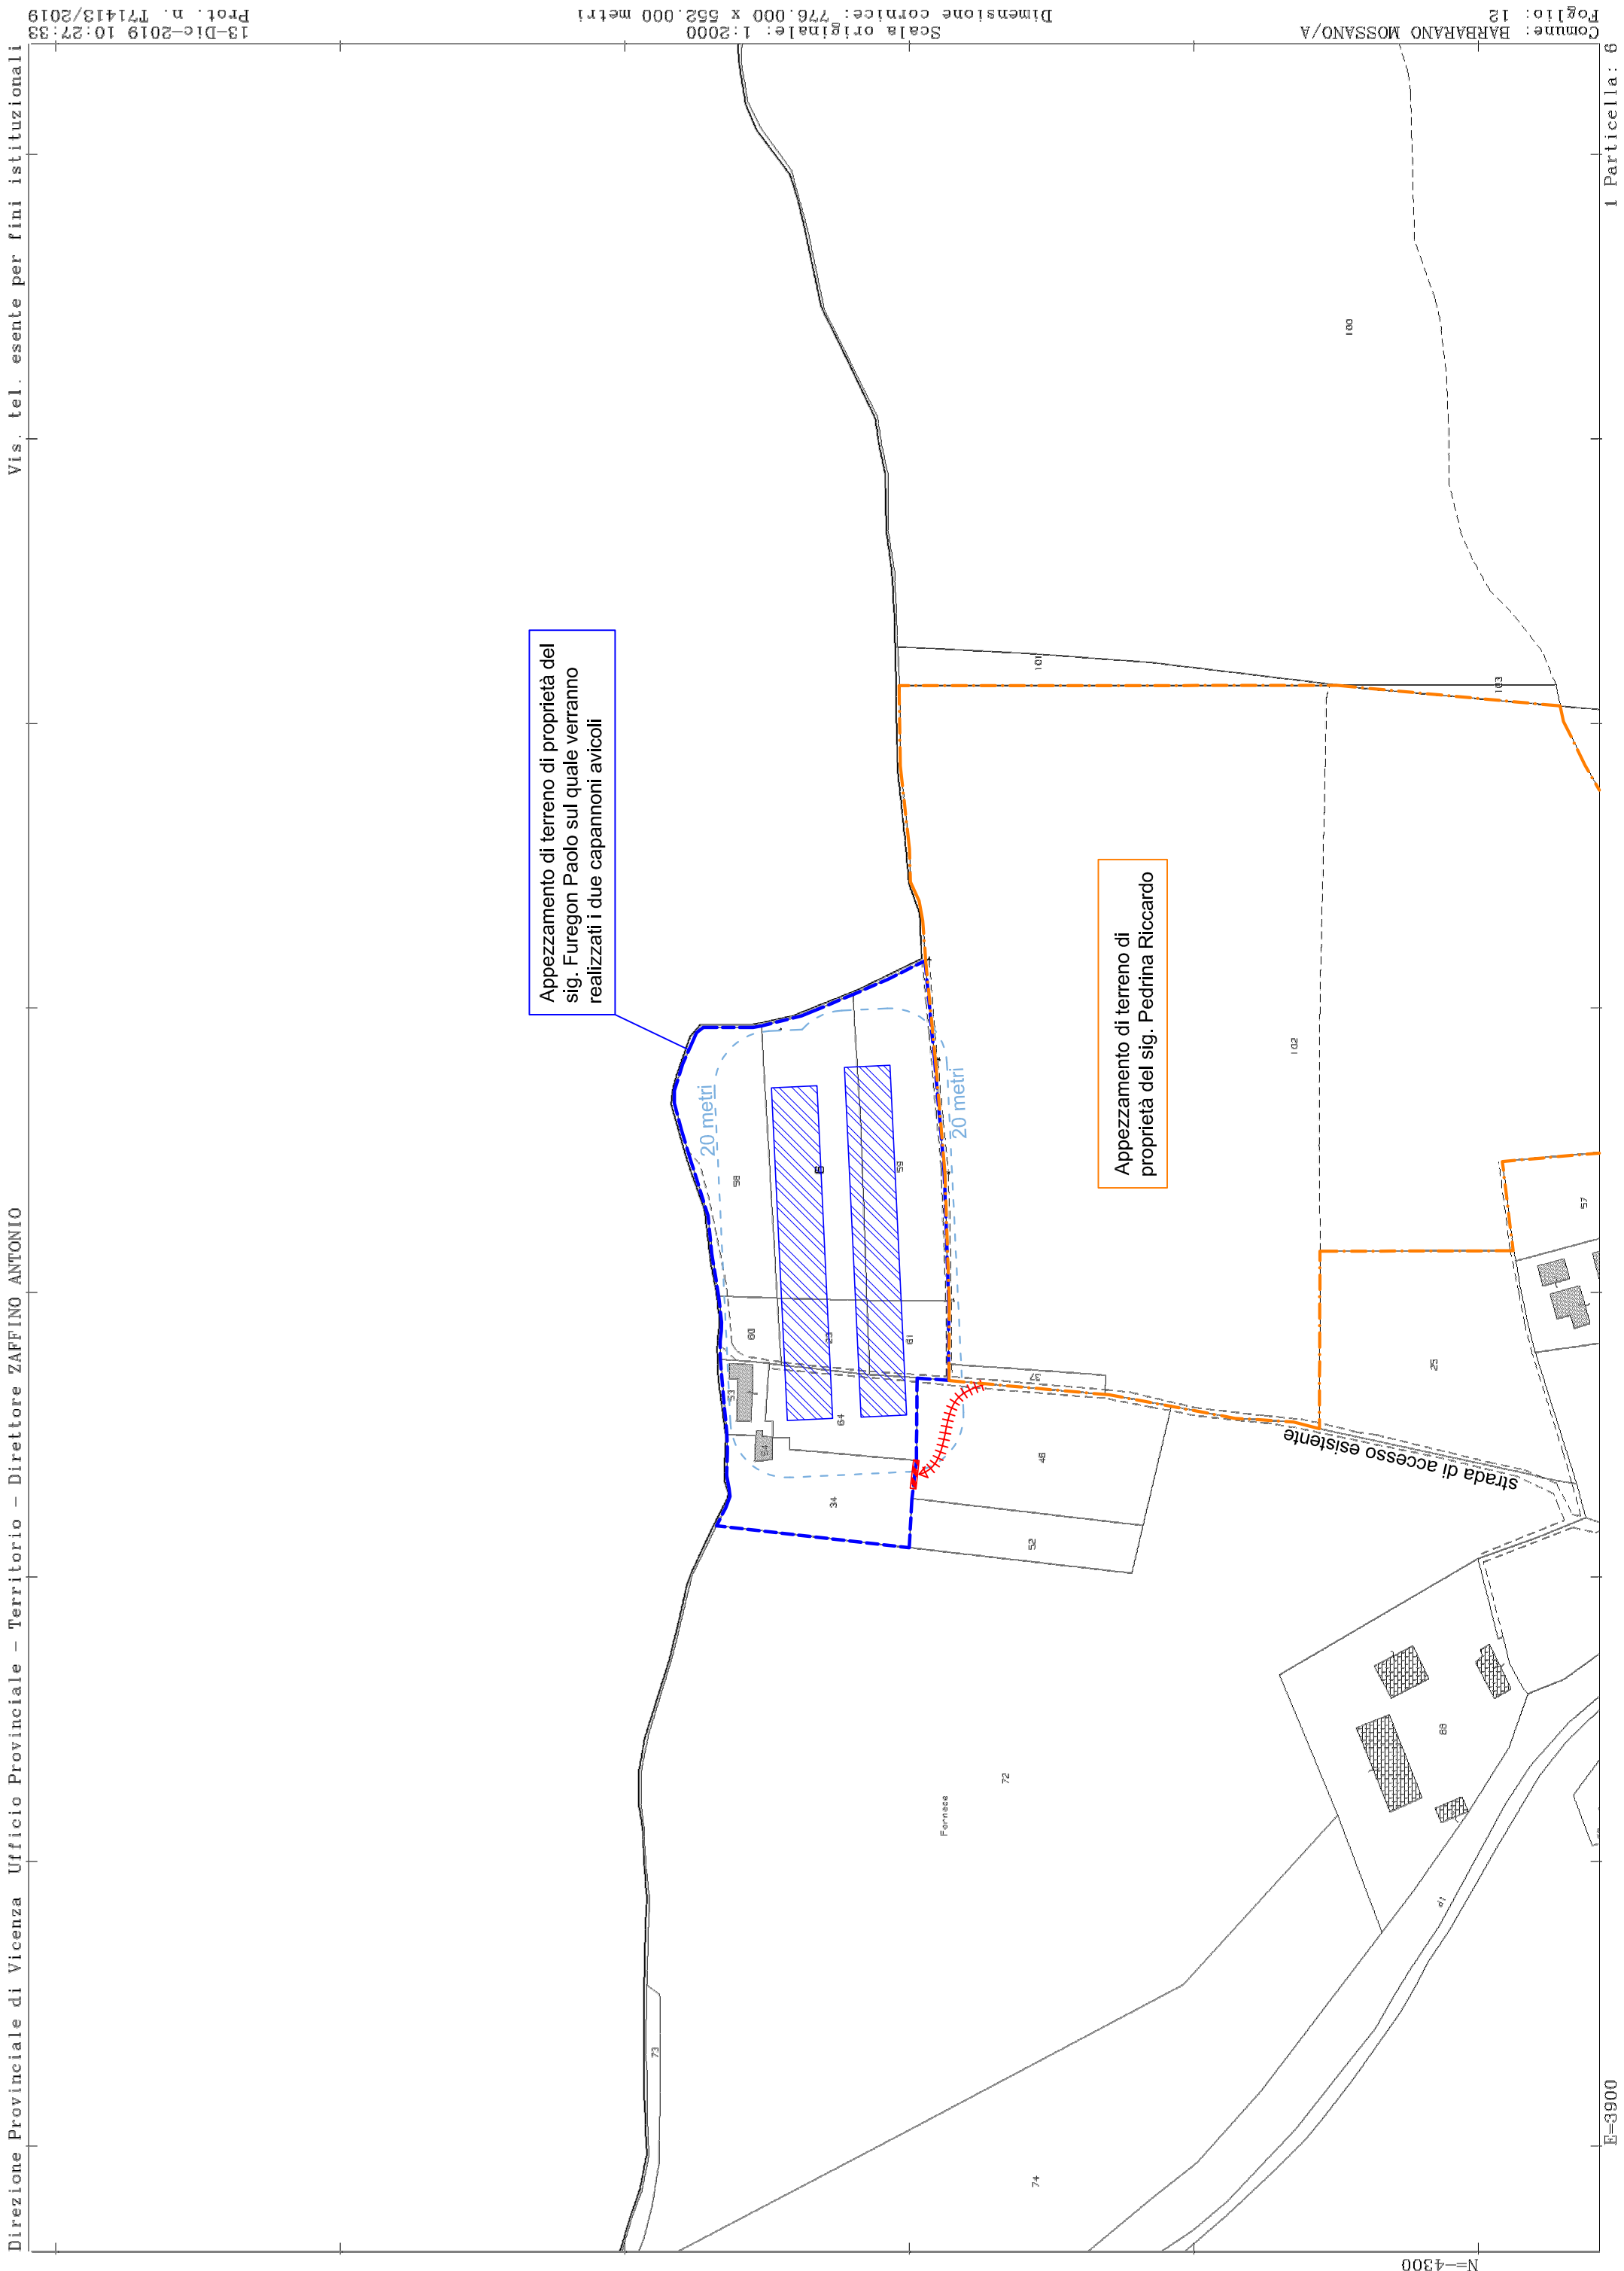 Direzione Provinciale di Vicenza Ufficio Provinciale - Territorio - Direttore ZAFFINO ANTONIO
Vis. tel. esente per fini istituzionali
13-Dic-2019 10:27:33
Prot. n. T71413/2019
Scala originale: 1:2000
Dimensione cornice: 776.000 x 552.000 metri
Comune: BARBARANO MOSSANO/A
Foglio: 12
1 Particella: 6
E=3900
N=-4300
Appezzamento di terreno di proprietà del
sig. Furegon Paolo sul quale verranno
realizzati i due capannoni avicoli
Appezzamento di terreno di
proprietà del sig. Pedrina Riccardo
20 metri
20 metri
strada di accesso esistente
Fornace
100
101
103
102
58
59
60
61
53
64
34
37
48
52
25
57
72
73
74
88